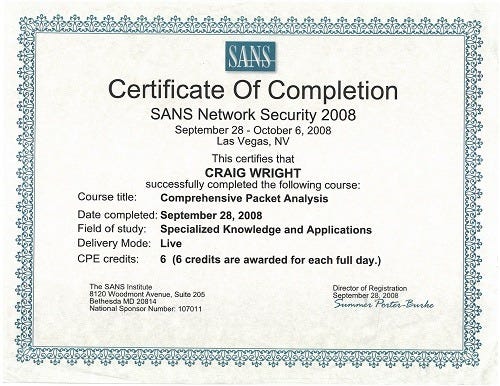 SANS
Certificate Of Completion
SANS Network Security 2008
September 28 - October 6, 2008
Las Vegas, NV
This certifies that
CRAIG WRIGHT
successfully completed the following course:
Course title: Comprehensive Packet Analysis
Date completed: September 28, 2008
Field of study: Specialized Knowledge and Applications
Delivery Mode: Live
CPE credits: 6 (6 credits are awarded for each full day.)
The SANS Institute
8120 Woodmont Avenue, Suite 205
Bethesda MD 20814
National Sponsor Number: 107011
Director of Registration
September 28, 2008
Summer Porter-Burke